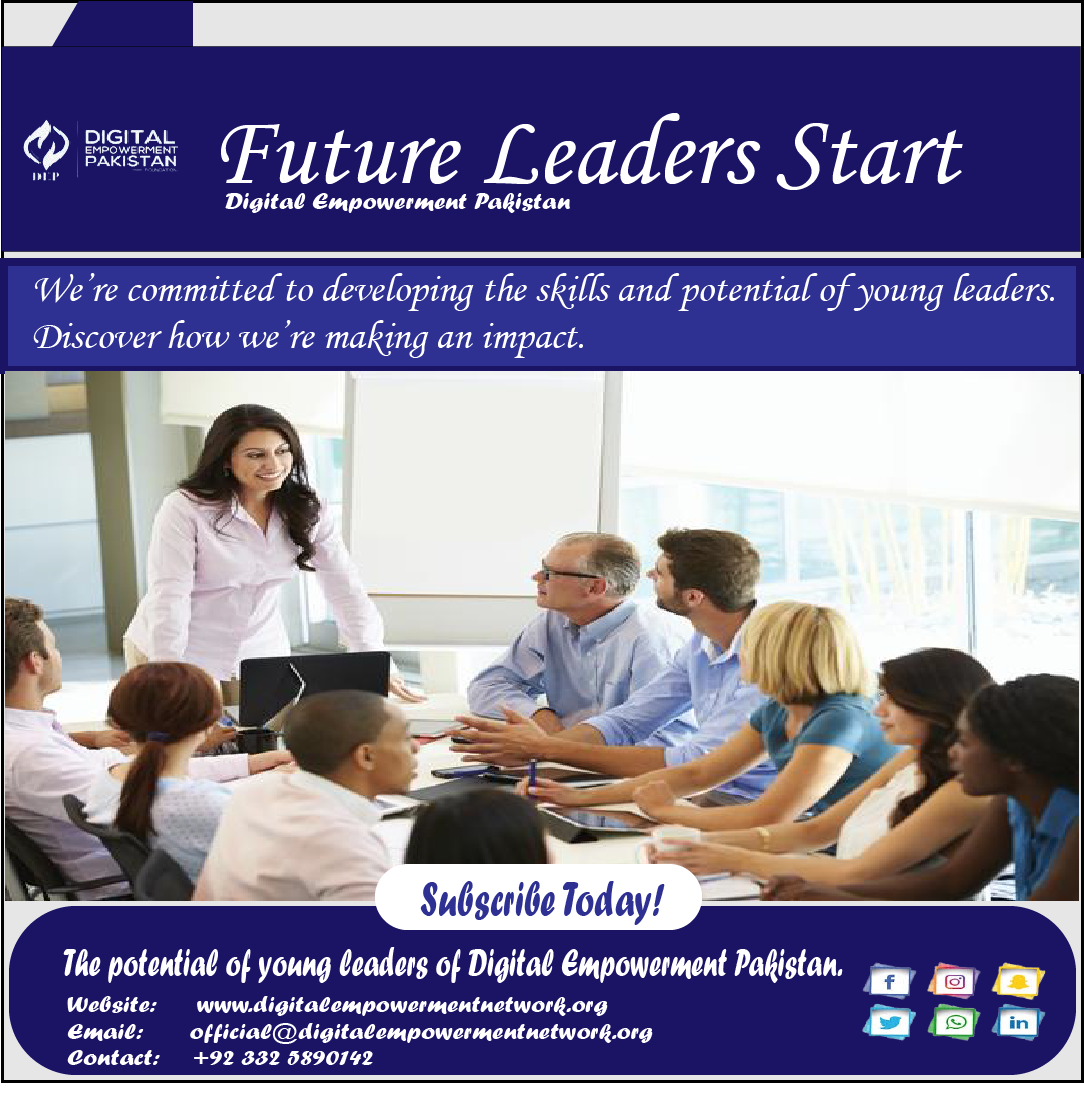 DIGITAL
EMPOWERMENT
PAKISTAN
FOUNDATION
DEP
Future Leaders Start
Digital Empowerment Pakistan
We're committed to developing the skills and potential of young leaders.
Discover how we're making an impact.
Subscribe Today!
The potential of young leaders of Digital Empowerment Pakistan.
Website: www.digitalempowermentnetwork.org
Email: official@digitalempowermentnetwork.org
Contact: +92 332 5890142